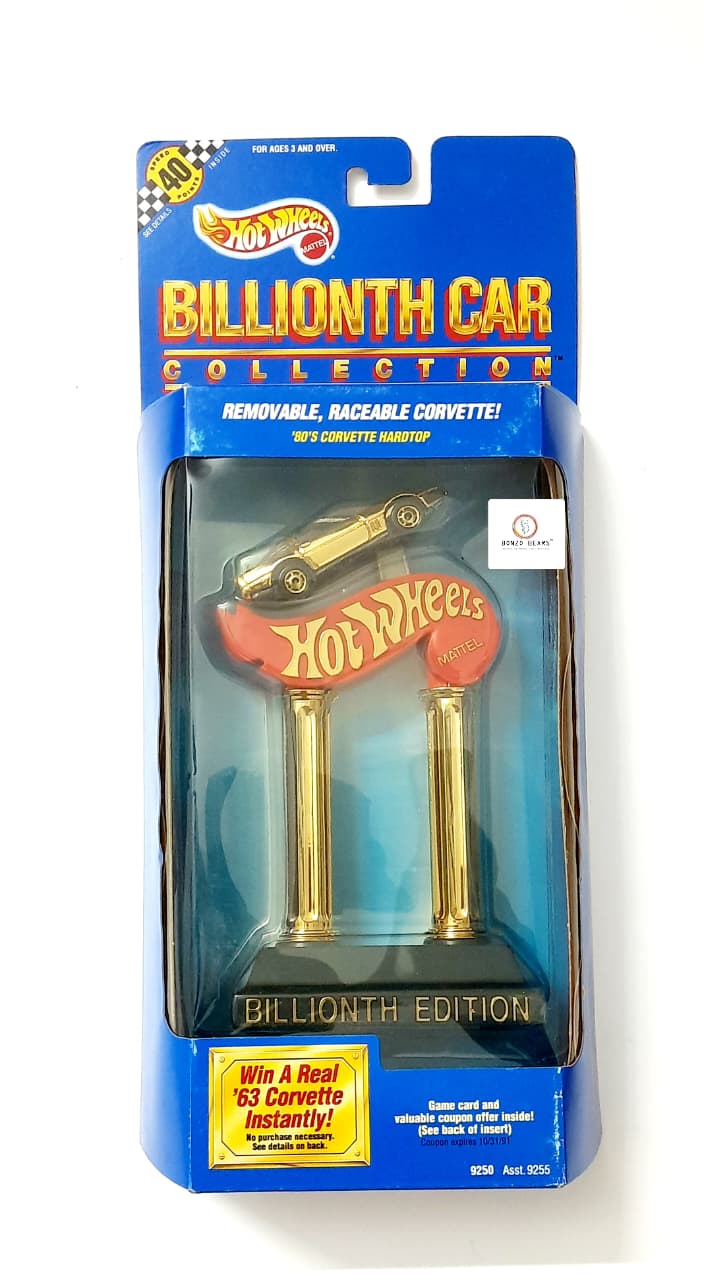 SPEED
40
POINTS
INSIDE
SEE DETAILS
FOR AGES 3 AND OVER.
HOT WHEELS
MATTEL
®
BILLIONTH CAR
COLLECTION™
REMOVABLE, RACEABLE CORVETTE!
'80'S CORVETTE HARDTOP
BONZO BEARS™
HOT WHEELS
MATTEL
BILLIONTH EDITION
Win A Real
'63 Corvette
Instantly!
No purchase necessary.
See details on back.
Game card and
valuable coupon offer inside!
(See back of insert)
Coupon expires 10/31/91
9250 Asst. 9255